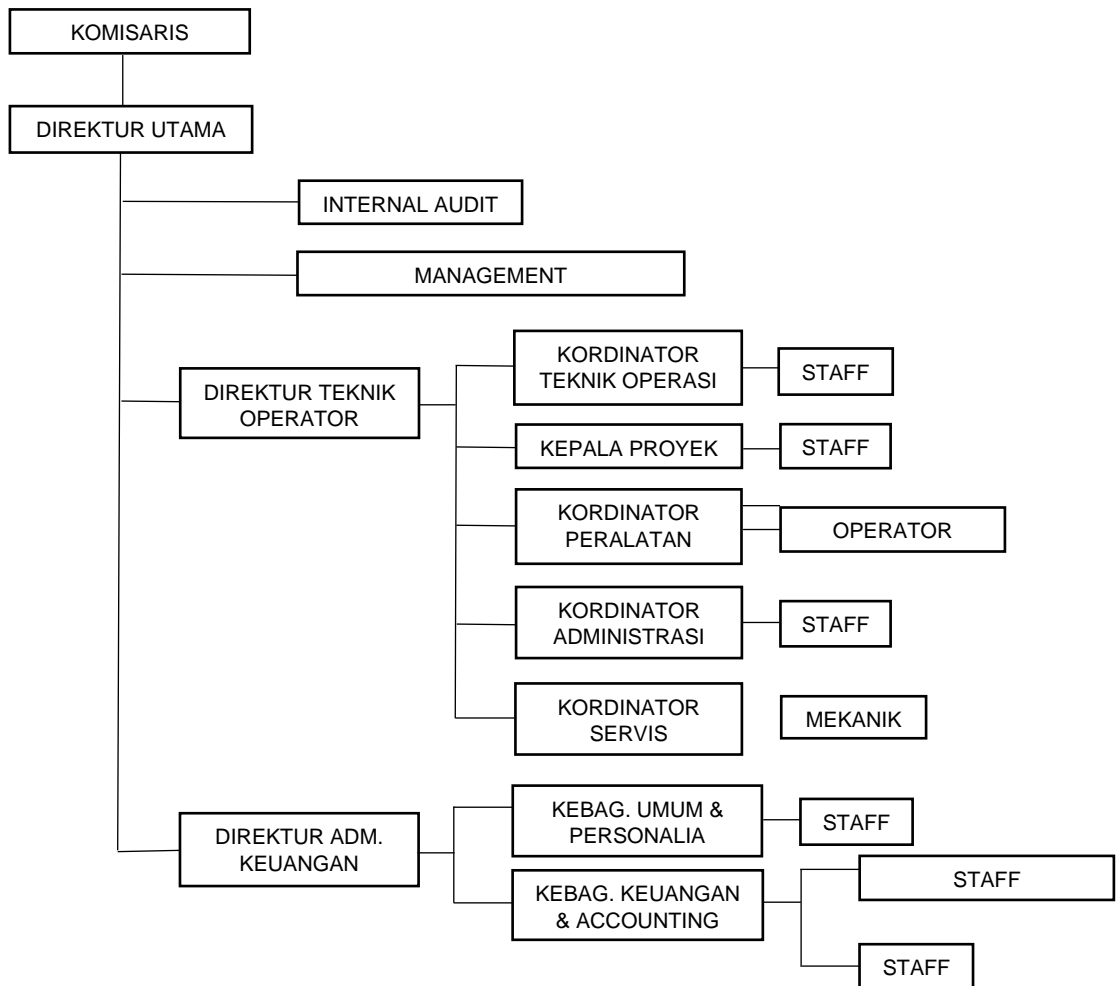 KOMISARIS
DIREKTUR UTAMA
INTERNAL AUDIT
MANAGEMENT
DIREKTUR TEKNIK
OPERATOR
KORDINATOR
TEKNIK OPERASI
STAFF
KEPALA PROYEK
STAFF
KORDINATOR
PERALATAN
OPERATOR
KORDINATOR
ADMINISTRASI
STAFF
KORDINATOR
SERVIS
MEKANIK
DIREKTUR ADM.
KEUANGAN
KEBAG. UMUM &
PERSONALIA
STAFF
KEBAG. KEUANGAN
& ACCOUNTING
STAFF
STAFF